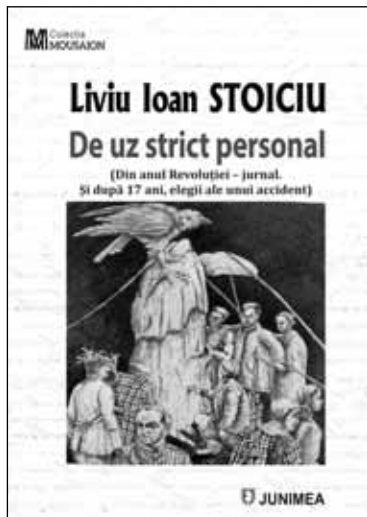 Colecția
MOUSAION
Liviu Ioan STOICIU
De uz strict personal
(Din anul Revoluției – jurnal.
Și după 17 ani, elegii ale unui accident)
JUNIMEA